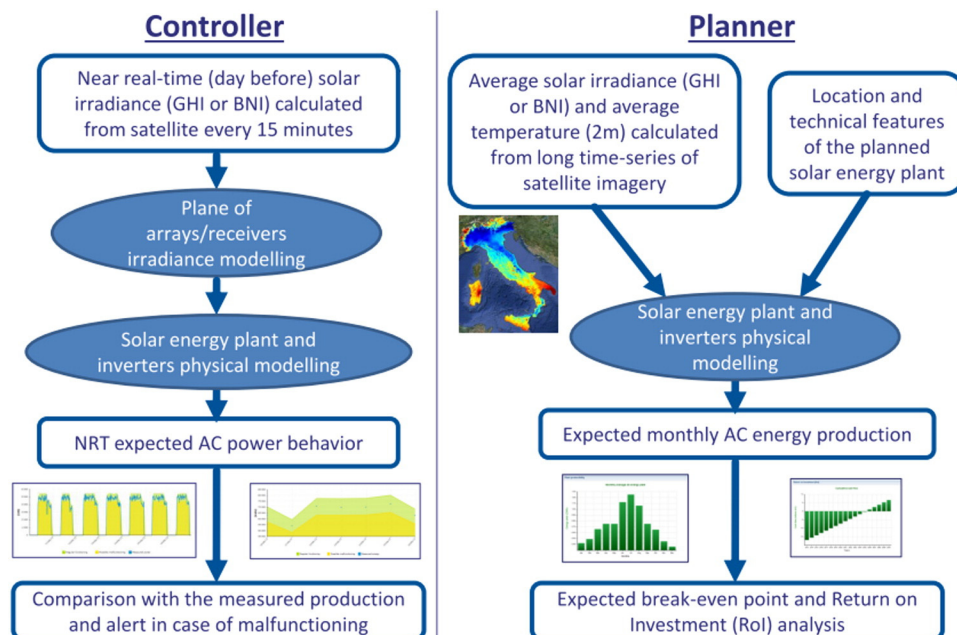 Controller
Near real-time (day before) solar
irradiance (GHI or BNI) calculated
from satellite every 15 minutes
Plane of
arrays/receivers
irradiance modelling
Solar energy plant and
inverters physical modelling
NRT expected AC power behavior
Comparison with the measured production
and alert in case of malfunctioning
Planner
Average solar irradiance (GHI
or BNI) and average
temperature (2m) calculated
from long time-series of
satellite imagery
Location and
technical features
of the planned
solar energy plant
Solar energy plant and
inverters physical
modelling
Expected monthly AC energy production
Expected break-even point and Return on
Investment (RoI) analysis